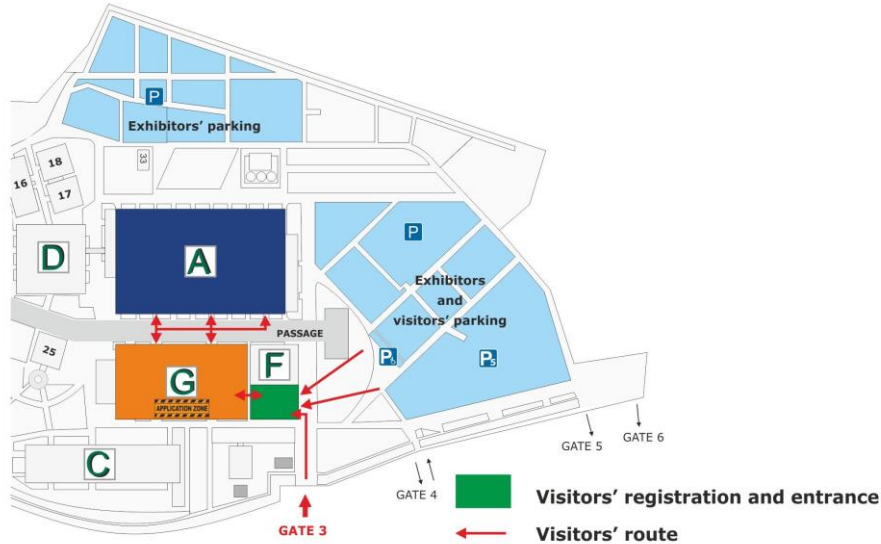 P
Exhibitors' parking
33
18
16
17
D
A
P
Exhibitors
and
visitors' parking
PASSAGE
25
F
P6
P5
G
APPLICATION ZONE
C
GATE 5
GATE 6
GATE 4
GATE 3
Visitors' registration and entrance
Visitors' route